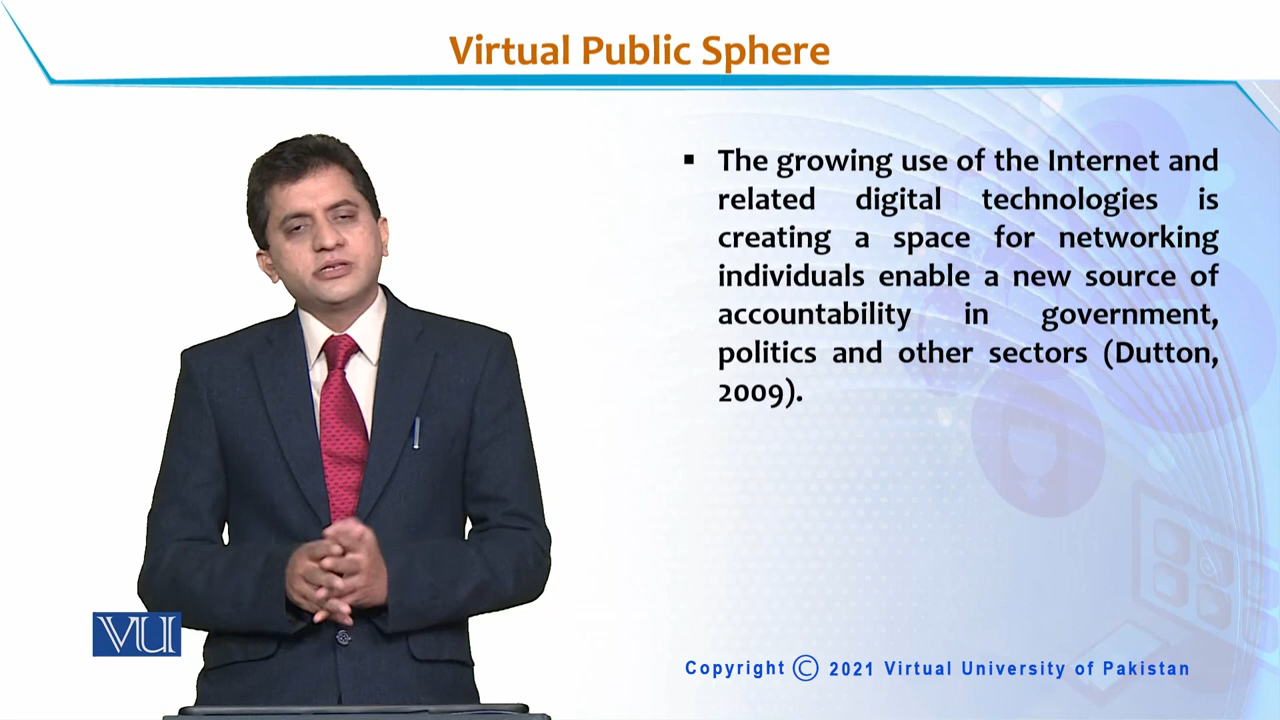 Virtual Public Sphere
▪ The growing use of the Internet and
related digital technologies is
creating a space for networking
individuals enable a new source of
accountability in government,
politics and other sectors (Dutton,
2009).
VU
Copyright © 2021 Virtual University of Pakistan